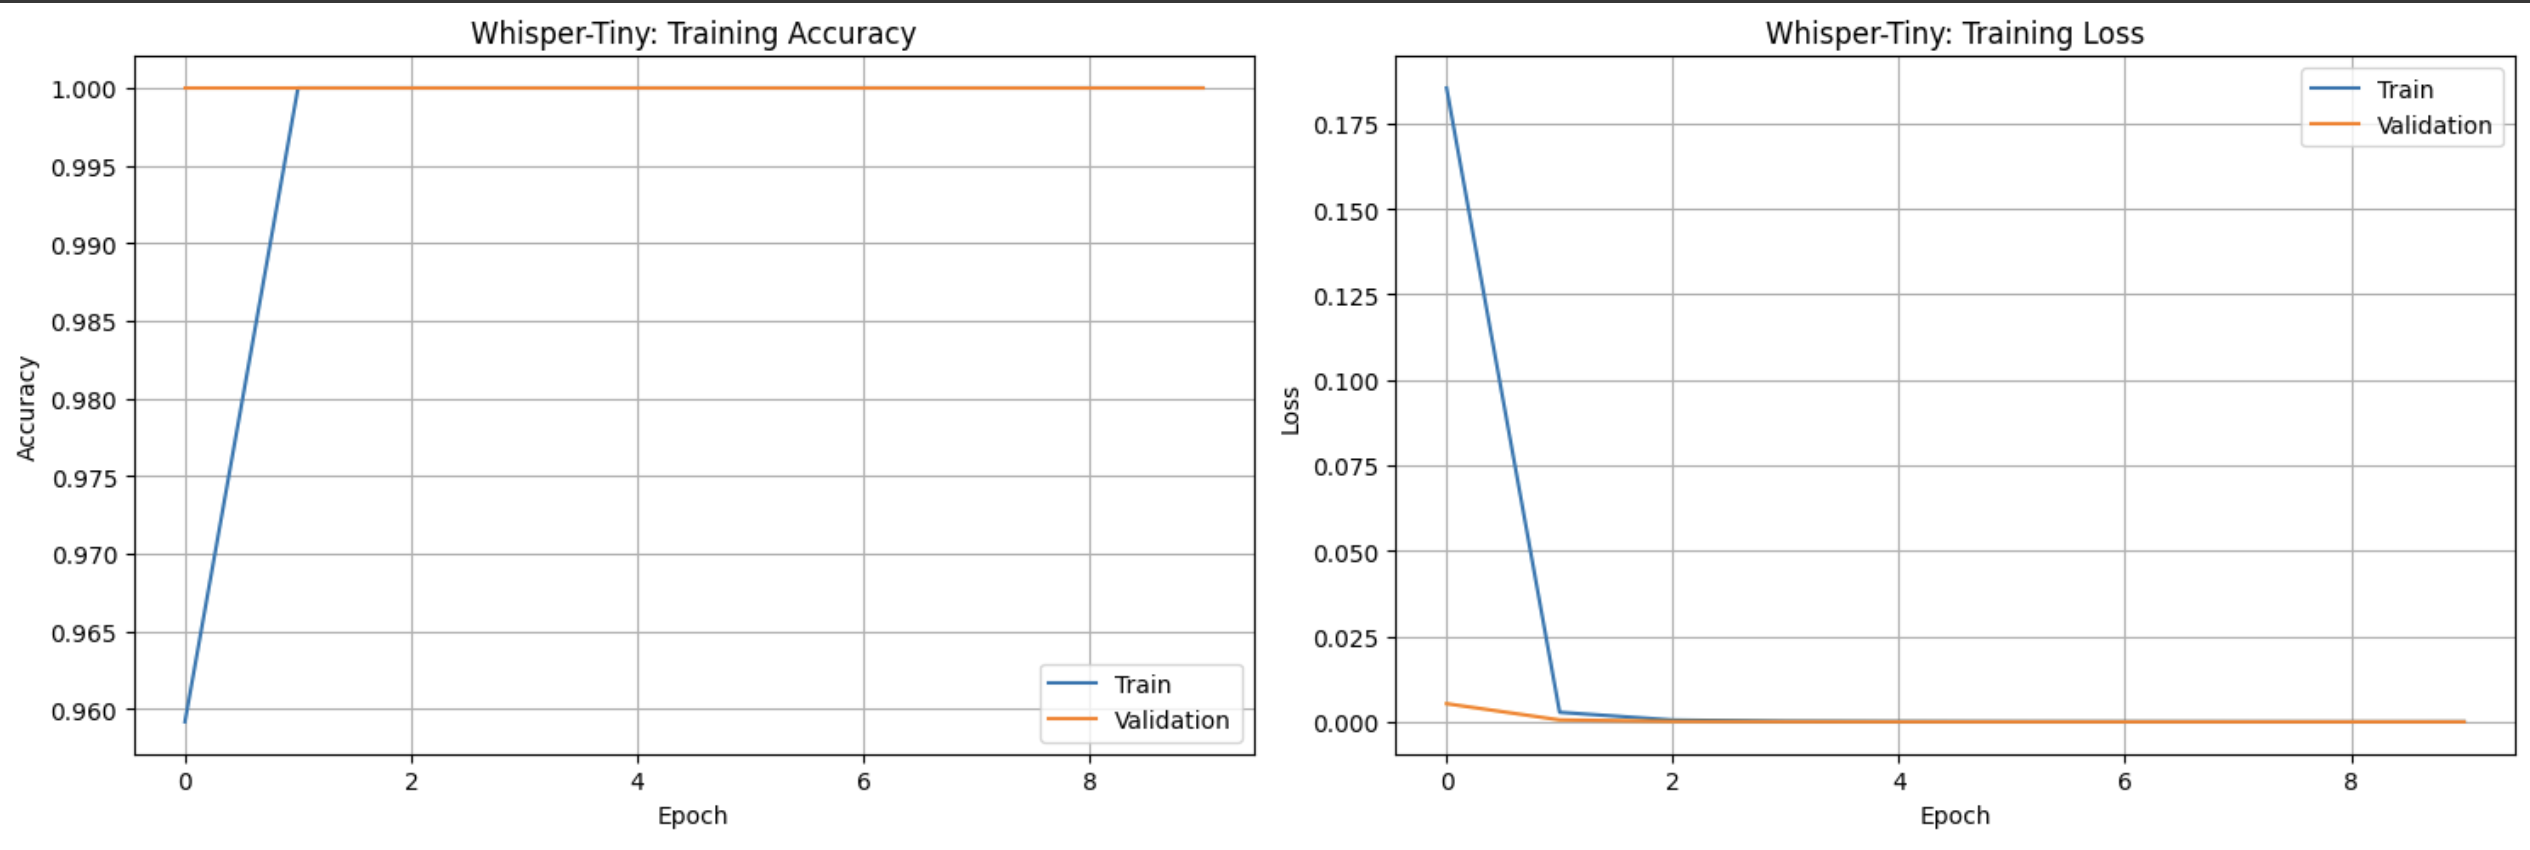 Whisper-Tiny: Training Accuracy
1.000
0.995
0.990
0.985
0.980
0.975
0.970
0.965
0.960
Accuracy
Train
Validation
0 2 4 6 8
Epoch
Whisper-Tiny: Training Loss
Train
Validation
0.175
0.150
0.125
0.100
0.075
0.050
0.025
0.000
Loss
0 2 4 6 8
Epoch